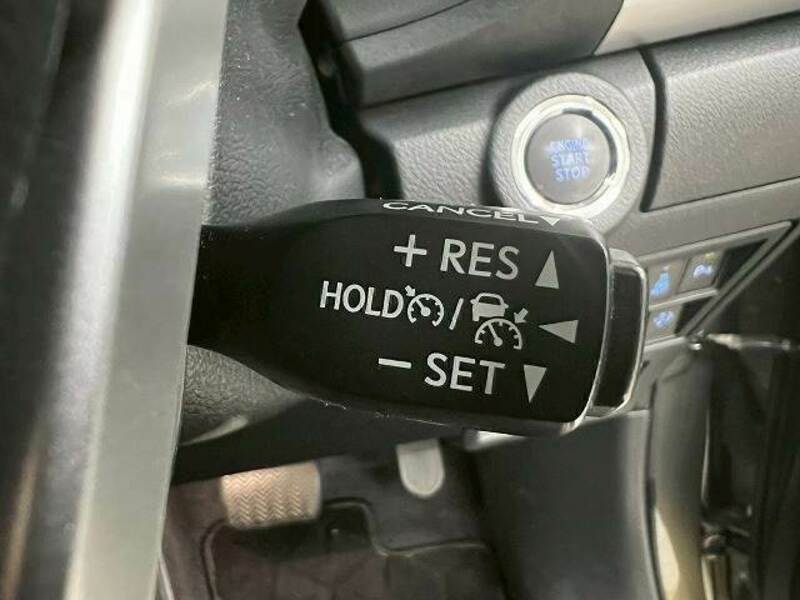 ENGINE
START
STOP
CANCEL
+ RES
HOLD /
− SET